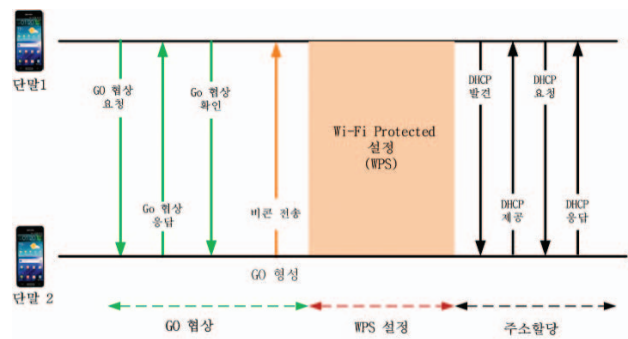 단말1
GO 협상
요청
Go 협상
응답
Go 협상
확인
비콘 전송
GO 형성
Wi-Fi Protected
설정
(WPS)
DHCP
발견
DHCP
제공
DHCP
요청
DHCP
응답
단말 2
GO 협상
WPS 설정
주소할당